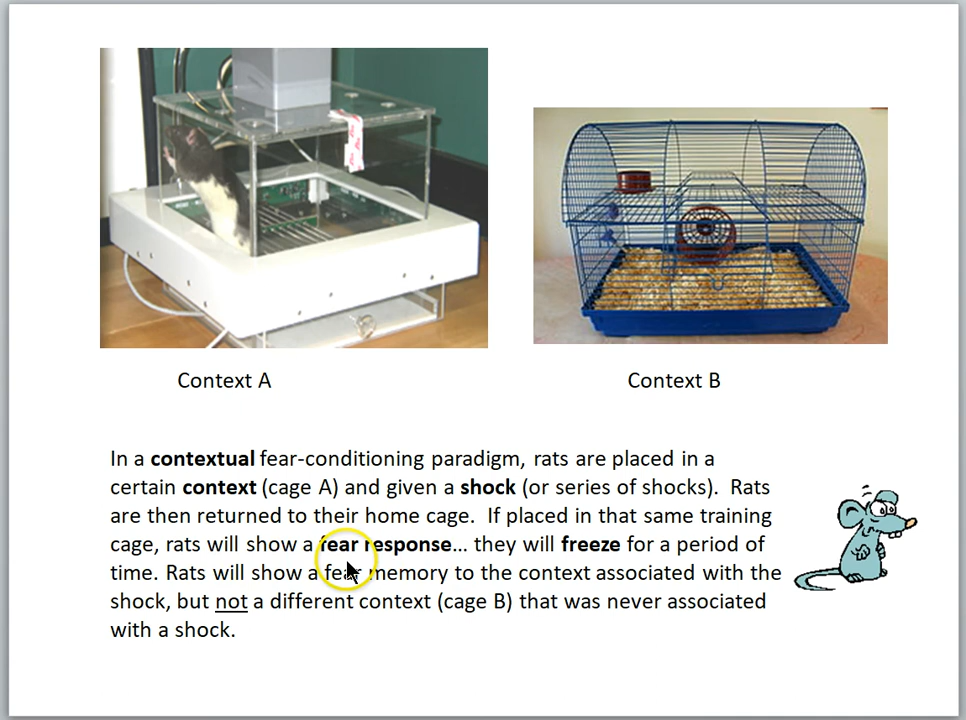 Context A
Context B
In a contextual fear-conditioning paradigm, rats are placed in a
certain context (cage A) and given a shock (or series of shocks).  Rats
are then returned to their home cage.  If placed in that same training
cage, rats will show a fear response... they will freeze for a period of
time. Rats will show a fear memory to the context associated with the
shock, but not a different context (cage B) that was never associated
with a shock.